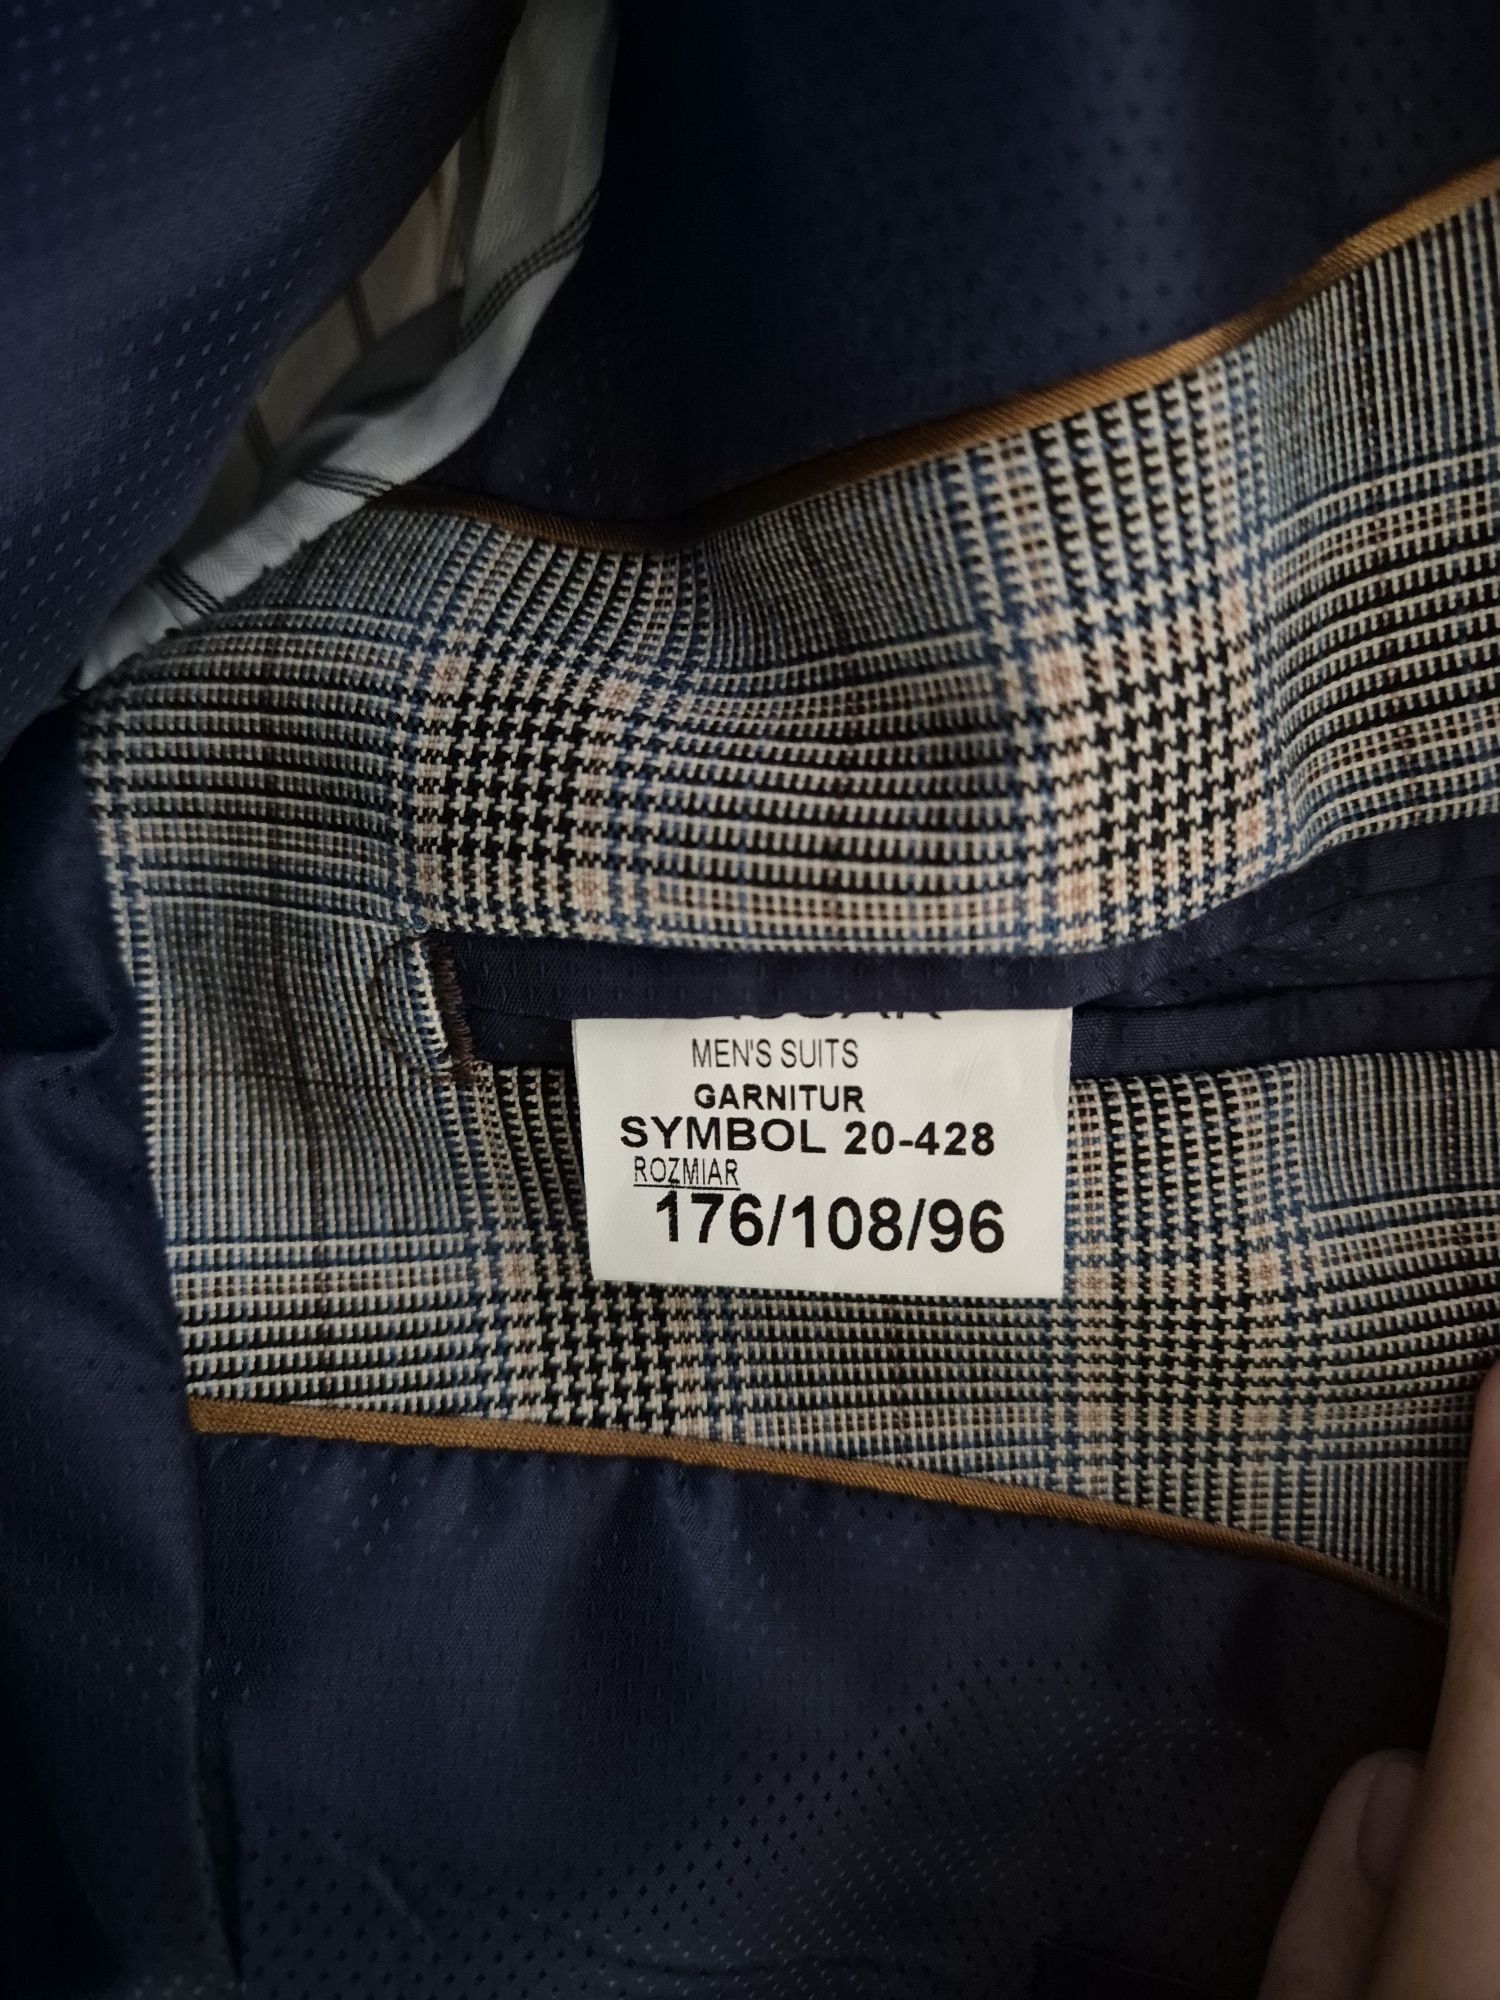 MEN'S SUITS
GARNITUR
SYMBOL 20-428
ROZMIAR
176/108/96